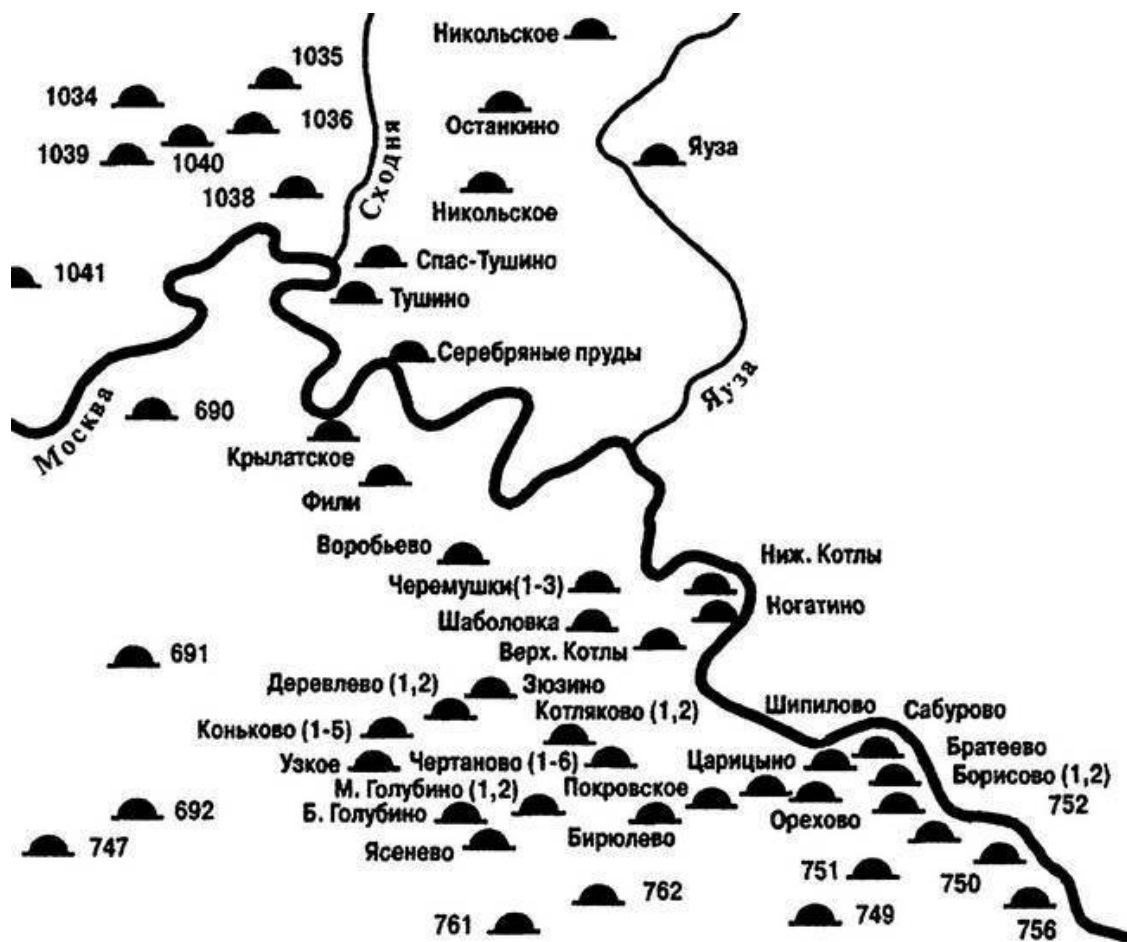 Никольское
1035
1034
Останкино
1036
Сходня
Яуза
1039
1040
1038
Никольское
Спас-Тушино
1041
Тушино
Серебряные пруды
Яуза
Москва
690
Крылатское
Фили
Воробьево
Ниж. Котлы
Черемушки(1-3)
Ногатино
Шаболовка
Верх. Котлы
691
Деревлево (1,2)
Зюзино
Котляково (1,2)
Шипилово
Сабурово
Коньково (1-5)
Братеево
Узкое
Чертаново (1-6)
Царицыно
Борисово (1,2)
М. Голубино (1,2)
Покровское
752
692
Б. Голубино
Орехово
Бирюлево
747
Ясенево
751
750
762
761
749
756